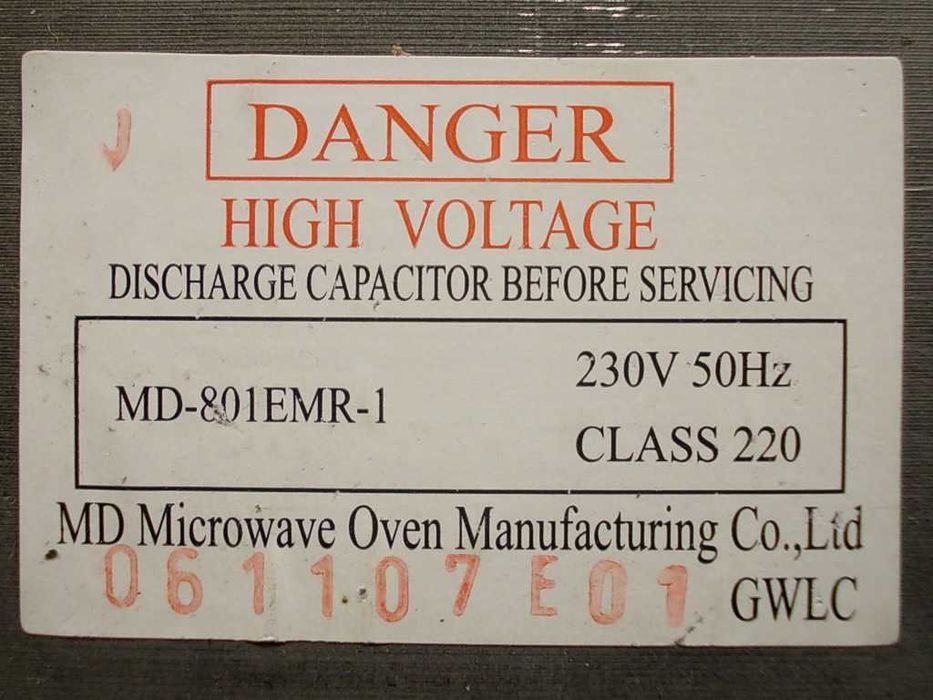 J
DANGER
HIGH VOLTAGE
DISCHARGE CAPACITOR BEFORE SERVICING
230V 50Hz
MD-801EMR-1
CLASS 220
MD Microwave Oven Manufacturing Co.,Ltd
061107E01
GWLC